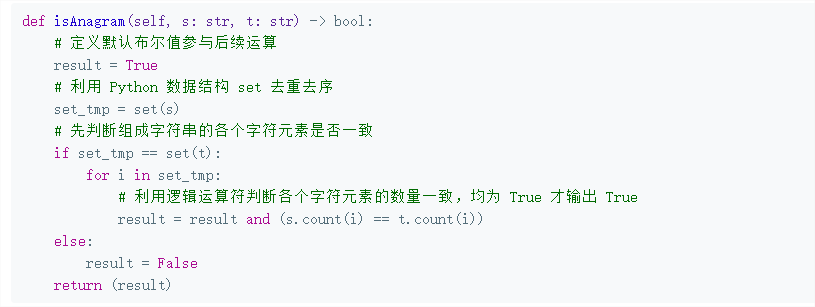 def isAnagram(self, s: str, t: str) -> bool:
    # 定义默认布尔值参与后续运算
    result = True
    # 利用 Python 数据结构 set 去重去序
    set_tmp = set(s)
    # 先判断组成字符串的各个字符元素是否一致
    if set_tmp == set(t):
        for i in set_tmp:
            # 利用逻辑运算符判断各个字符元素的数量一致，均为 True 才输出 True
            result = result and (s.count(i) == t.count(i))
    else:
        result = False
    return (result)